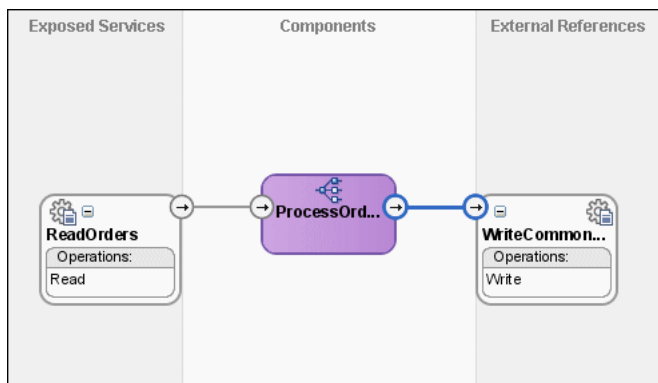 Exposed Services
Components
External References
ReadOrders
Operations:
Read
ProcessOrd...
WriteCommon...
Operations:
Write